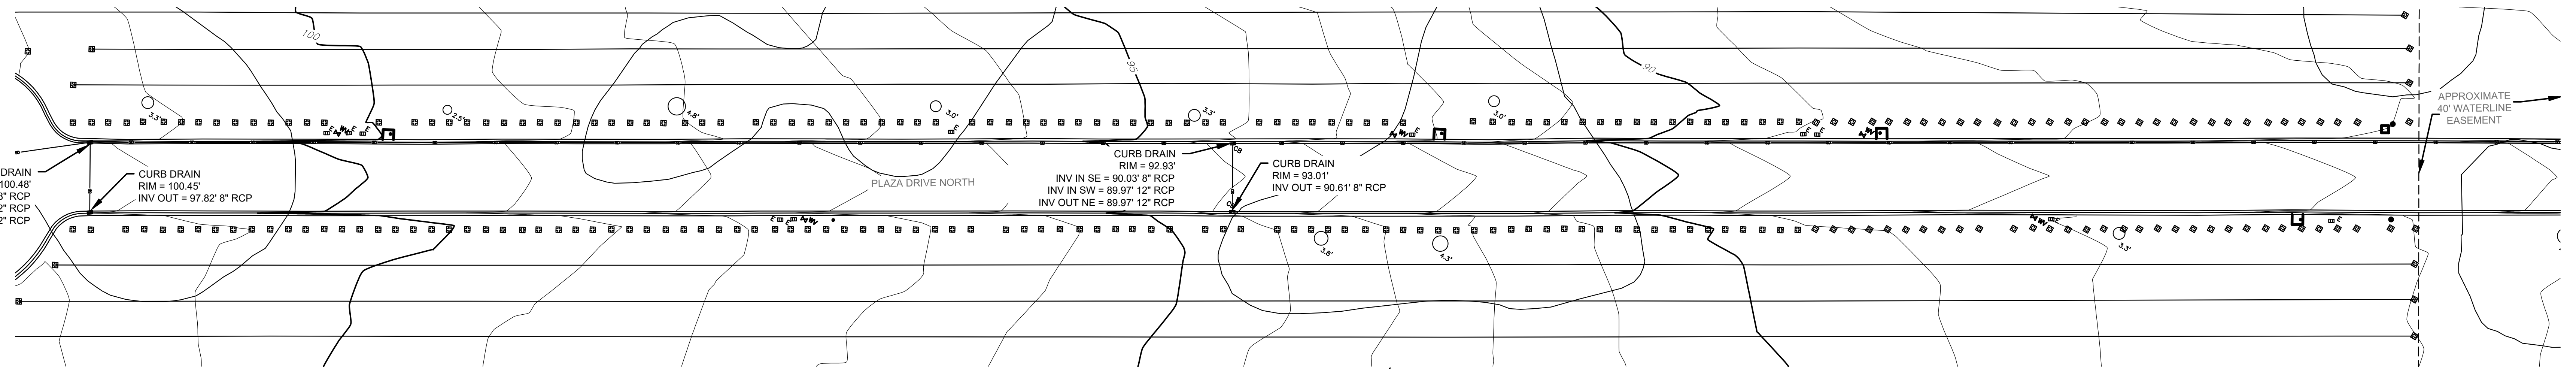 100
95
90
3.3'
2.5'
4.8'
3.0'
3.3'
3.0'
E
E
E
E
E
E
E
DRAIN
100.48'
8" RCP
2" RCP
2" RCP
CURB DRAIN
RIM = 100.45'
INV OUT = 97.82' 8" RCP
PLAZA DRIVE NORTH
CURB DRAIN
RIM = 92.93'
INV IN SE = 90.03' 8" RCP
INV IN SW = 89.97' 12" RCP
INV OUT NE = 89.97' 12" RCP
CB
CURB DRAIN
RIM = 93.01'
INV OUT = 90.61' 8" RCP
APPROXIMATE
40' WATERLINE
EASEMENT
E
E
E
E
3.8'
4.3'
3.3'